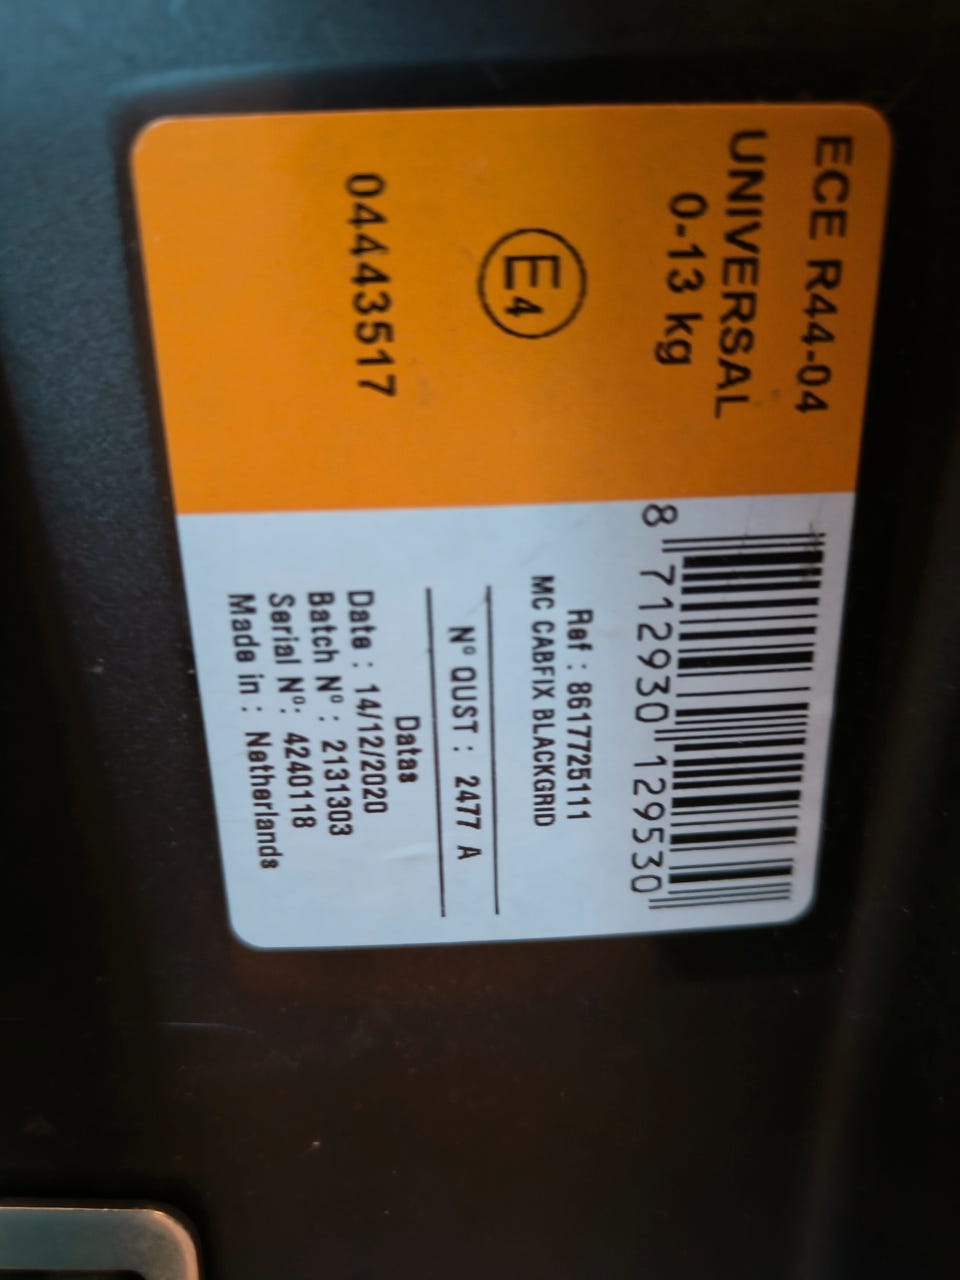 ECE R44-04
UNIVERSAL
0-13 kg
E4
0443517
8 712930 129530
Ref : 8617725111
MC CABFIX BLACKGRID
N° QUST : 2477 A
Datas
Date : 14/12/2020
Batch N° : 2131303
Serial N°: 4240118
Made in : Netherlands